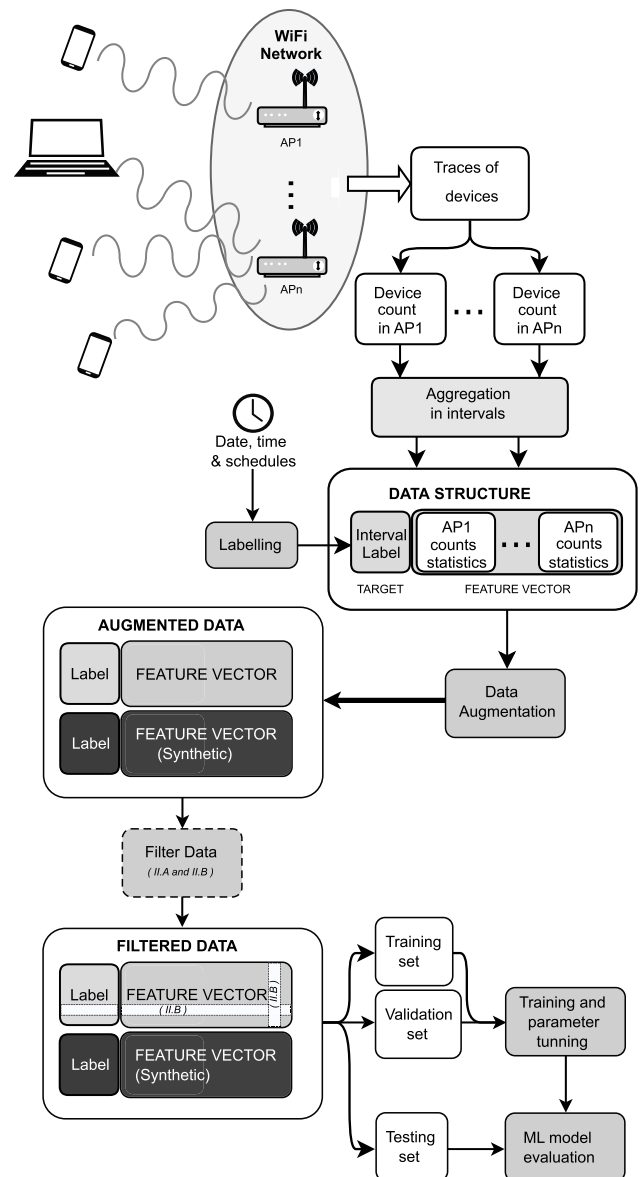 WiFi
Network
AP1
APn
Traces of
devices
Device
count
in AP1
Device
count
in APn
Aggregation
in intervals
Date, time
& schedules
Labelling
DATA STRUCTURE
Interval
Label
AP1
counts
statistics
APn
counts
statistics
TARGET
FEATURE VECTOR
Data
Augmentation
AUGMENTED DATA
Label
FEATURE VECTOR
Label
FEATURE VECTOR
(Synthetic)
Filter Data
( II.A and II.B )
FILTERED DATA
Label
FEATURE VECTOR
( II.B )
( II.B )
Label
FEATURE VECTOR
(Synthetic)
Training
set
Validation
set
Testing
set
Training and
parameter
tunning
ML model
evaluation